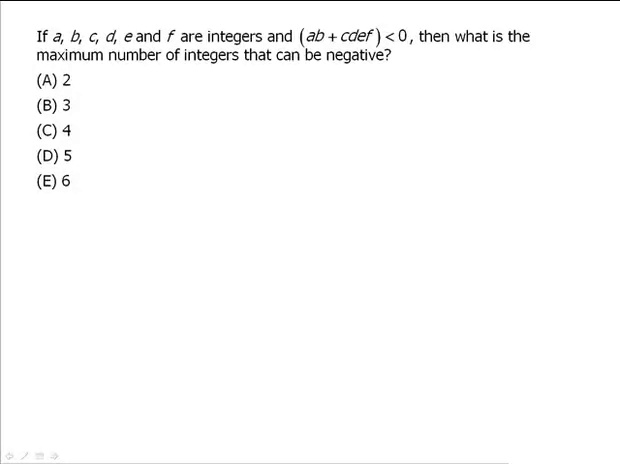 If a, b, c, d, e and f are integers and (ab + cdef) < 0, then what is the
maximum number of integers that can be negative?
(A) 2
(B) 3
(C) 4
(D) 5
(E) 6